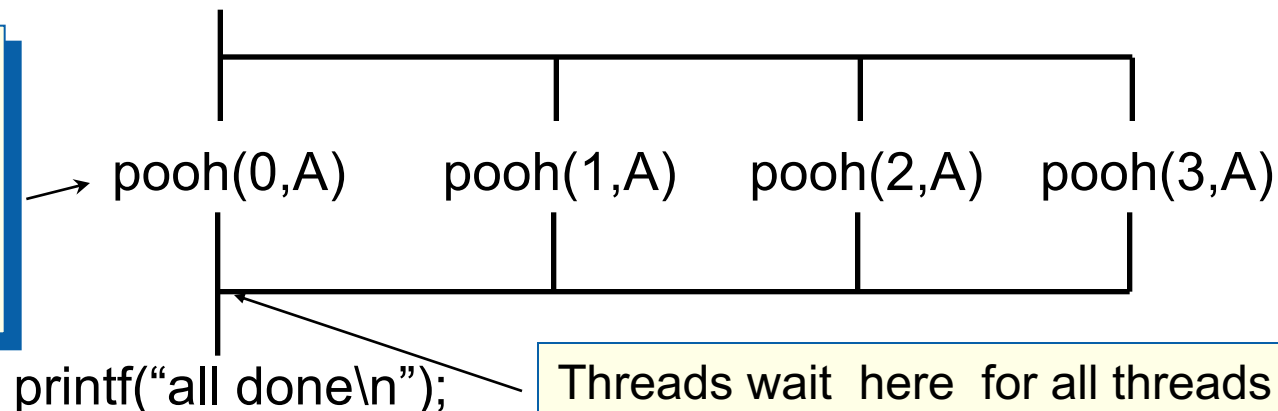 pooh(0,A) pooh(1,A) pooh(2,A) pooh(3,A)
printf(“all done\n”);
Threads wait here for all threads